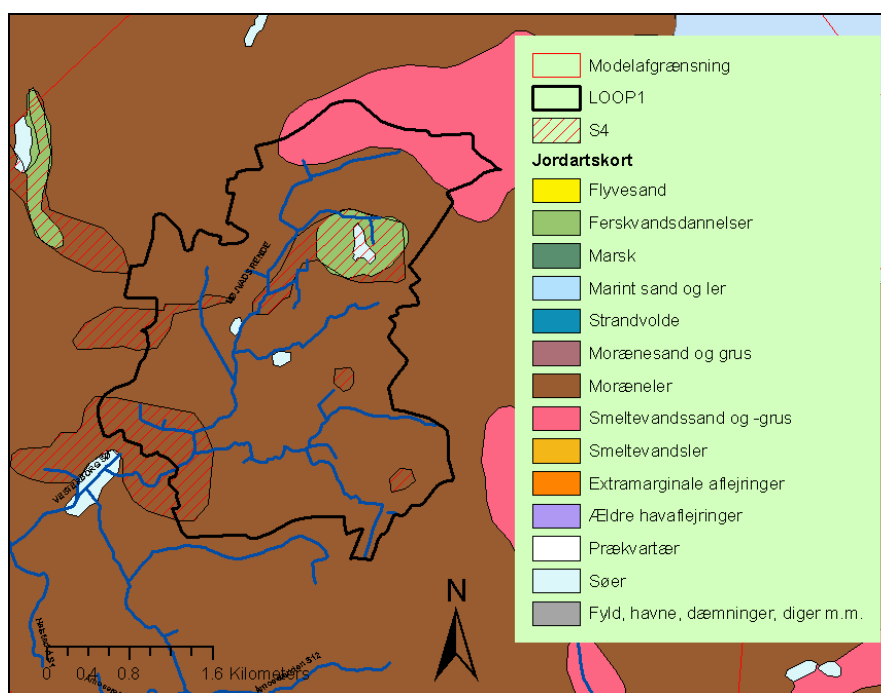 Modelafgrænsning
LOOP1
S4
Jordartskort
Flyvesand
Ferskvandsdannelser
Marsk
Marint sand og ler
Strandvolde
Morænesand og grus
Moræneler
Smeltevandssand og -grus
Smeltevandsler
Extramarginale aflejringer
Ældre havaflejringer
Prækvartær
Søer
Fyld, havne, dæmninger, diger m.m.
N
0 0.4 0.8 1.6 Kilometers